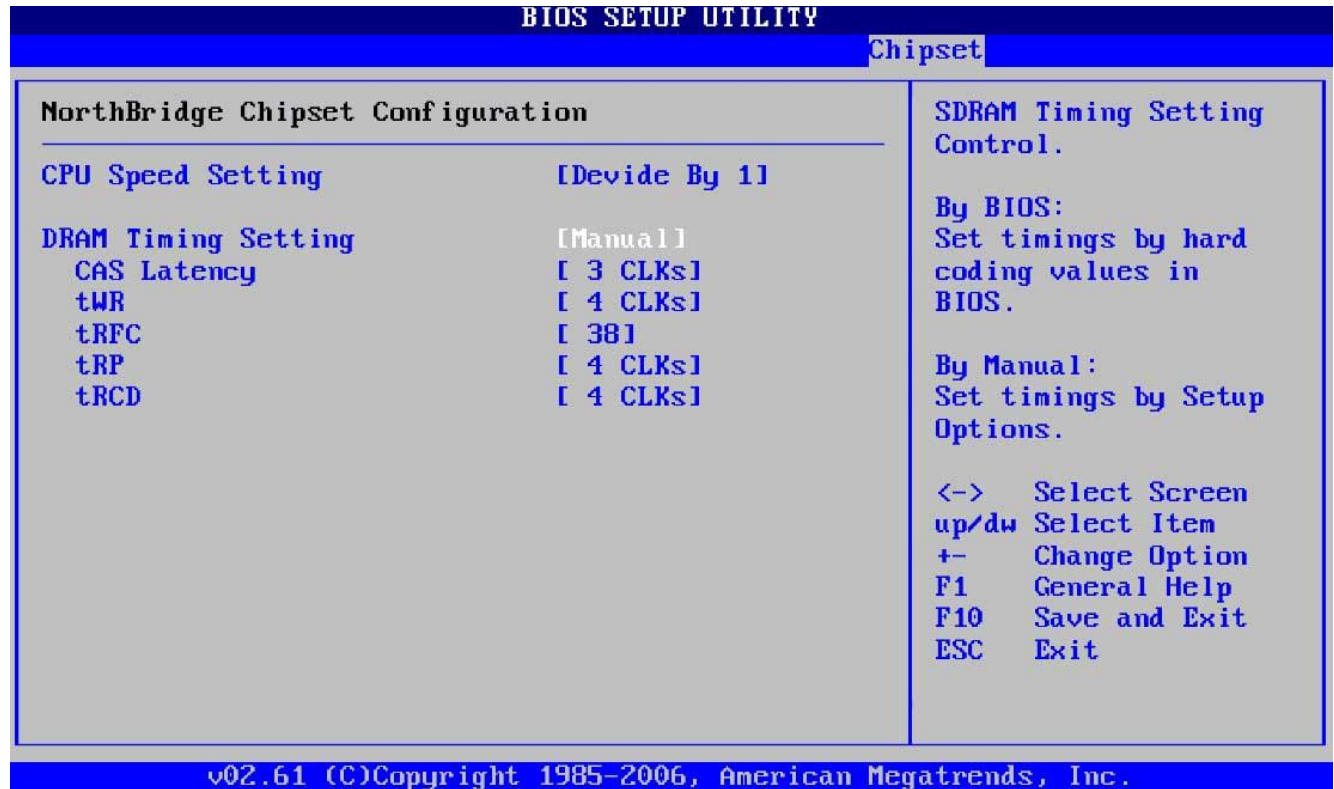 BIOS SETUP UTILITY
Chipset
NorthBridge Chipset Configuration
CPU Speed Setting [Devide By 1]
DRAM Timing Setting [Manual]
CAS Latency [ 3 CLKs]
tWR [ 4 CLKs]
tRFC [ 38]
tRP [ 4 CLKs]
tRCD [ 4 CLKs]
SDRAM Timing Setting
Control.
By BIOS:
Set timings by hard
coding values in
BIOS.
By Manual:
Set timings by Setup
Options.
<-> Select Screen
up/dw Select Item
+- Change Option
F1 General Help
F10 Save and Exit
ESC Exit
v02.61 (C)Copyright 1985-2006, American Megatrends, Inc.